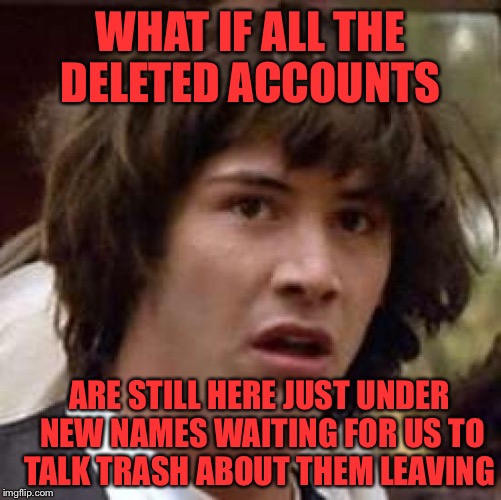 WHAT IF ALL THE
DELETED ACCOUNTS
ARE STILL HERE JUST UNDER
NEW NAMES WAITING FOR US TO
TALK TRASH ABOUT THEM LEAVING
imgflip.com